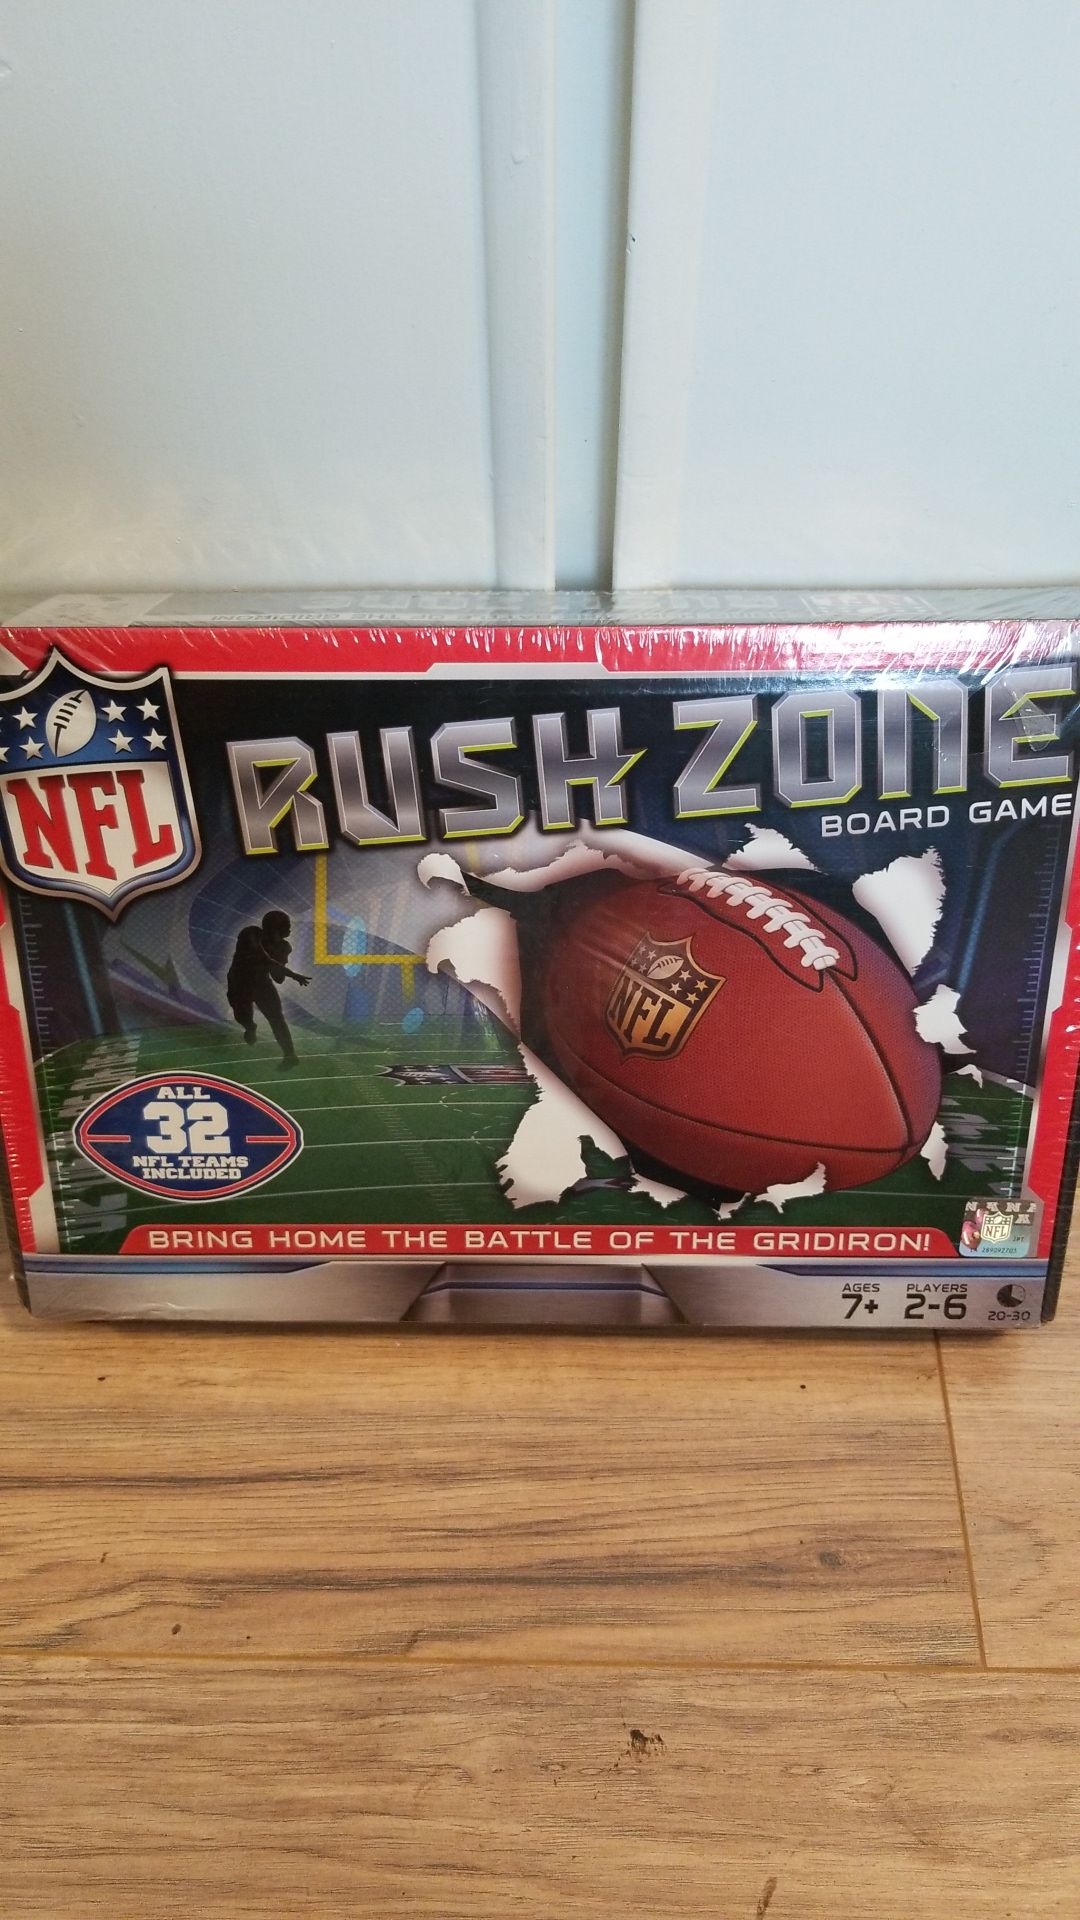 NFL
RUSH ZONE
BOARD GAME
NFL
ALL
32
NFL TEAMS
INCLUDED
BRING HOME THE BATTLE OF THE GRIDIRON!
NFL
AGES
7+
PLAYERS
2-6
20-30